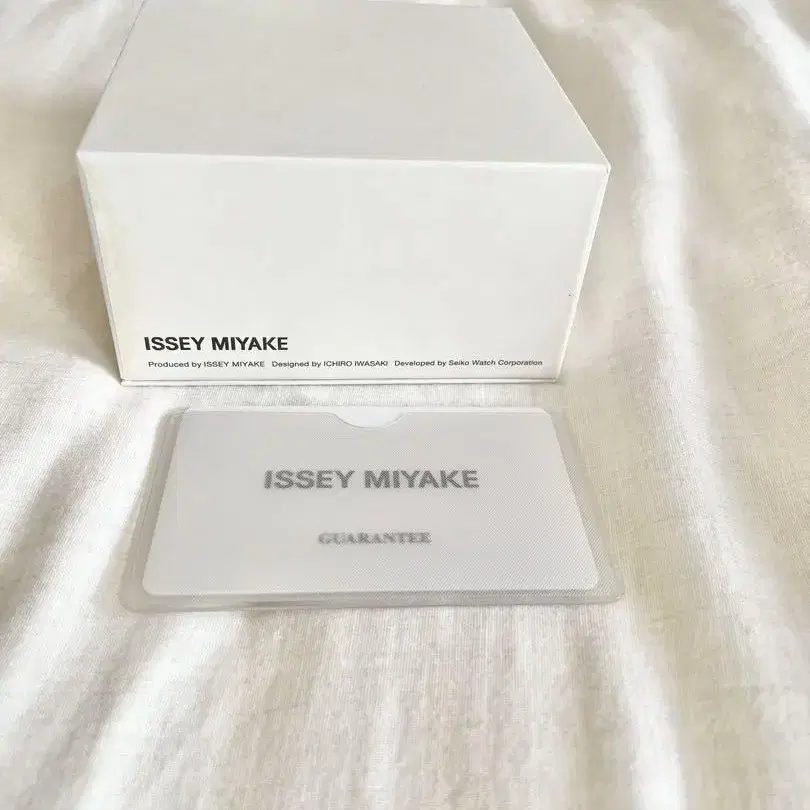 ISSEY MIYAKE
Produced by ISSEY MIYAKE Designed by ICHIRO IWASAKI Developed by Seiko Watch Corporation
ISSEY MIYAKE
GUARANTEE